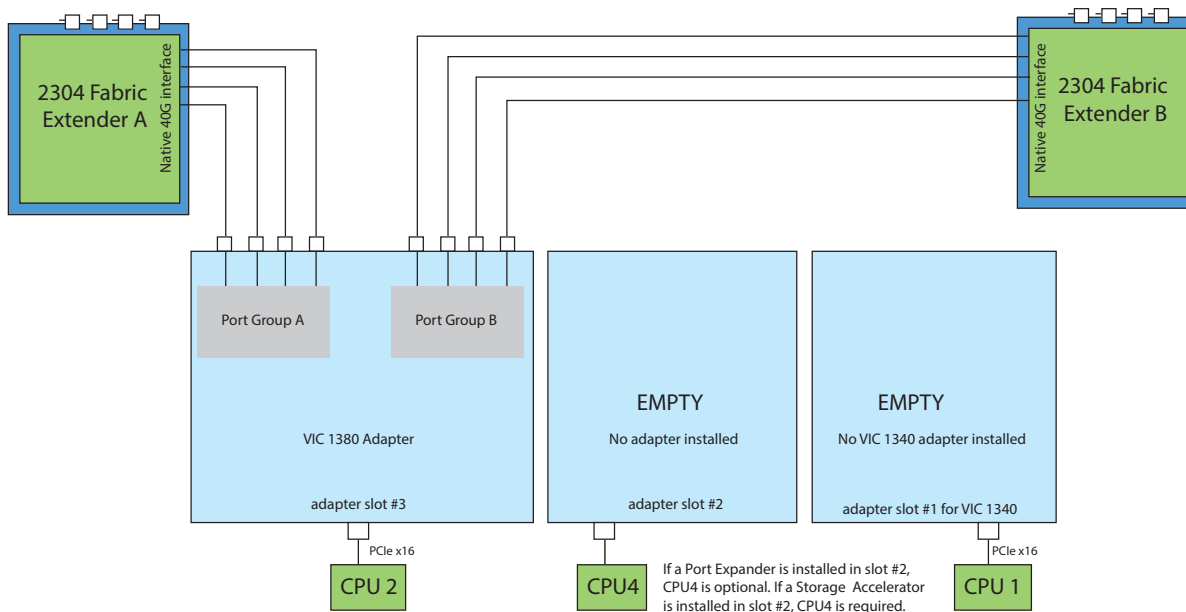 2304 Fabric
Extender A
Native 40G interface
Native 40G interface
2304 Fabric
Extender B
Port Group A
Port Group B
VIC 1380 Adapter
adapter slot #3
EMPTY
No adapter installed
adapter slot #2
EMPTY
No VIC 1340 adapter installed
adapter slot #1 for VIC 1340
PCIe x16
CPU 2
CPU4
If a Port Expander is installed in slot #2,
CPU4 is optional. If a Storage Accelerator
is installed in slot #2, CPU4 is required.
PCIe x16
CPU 1